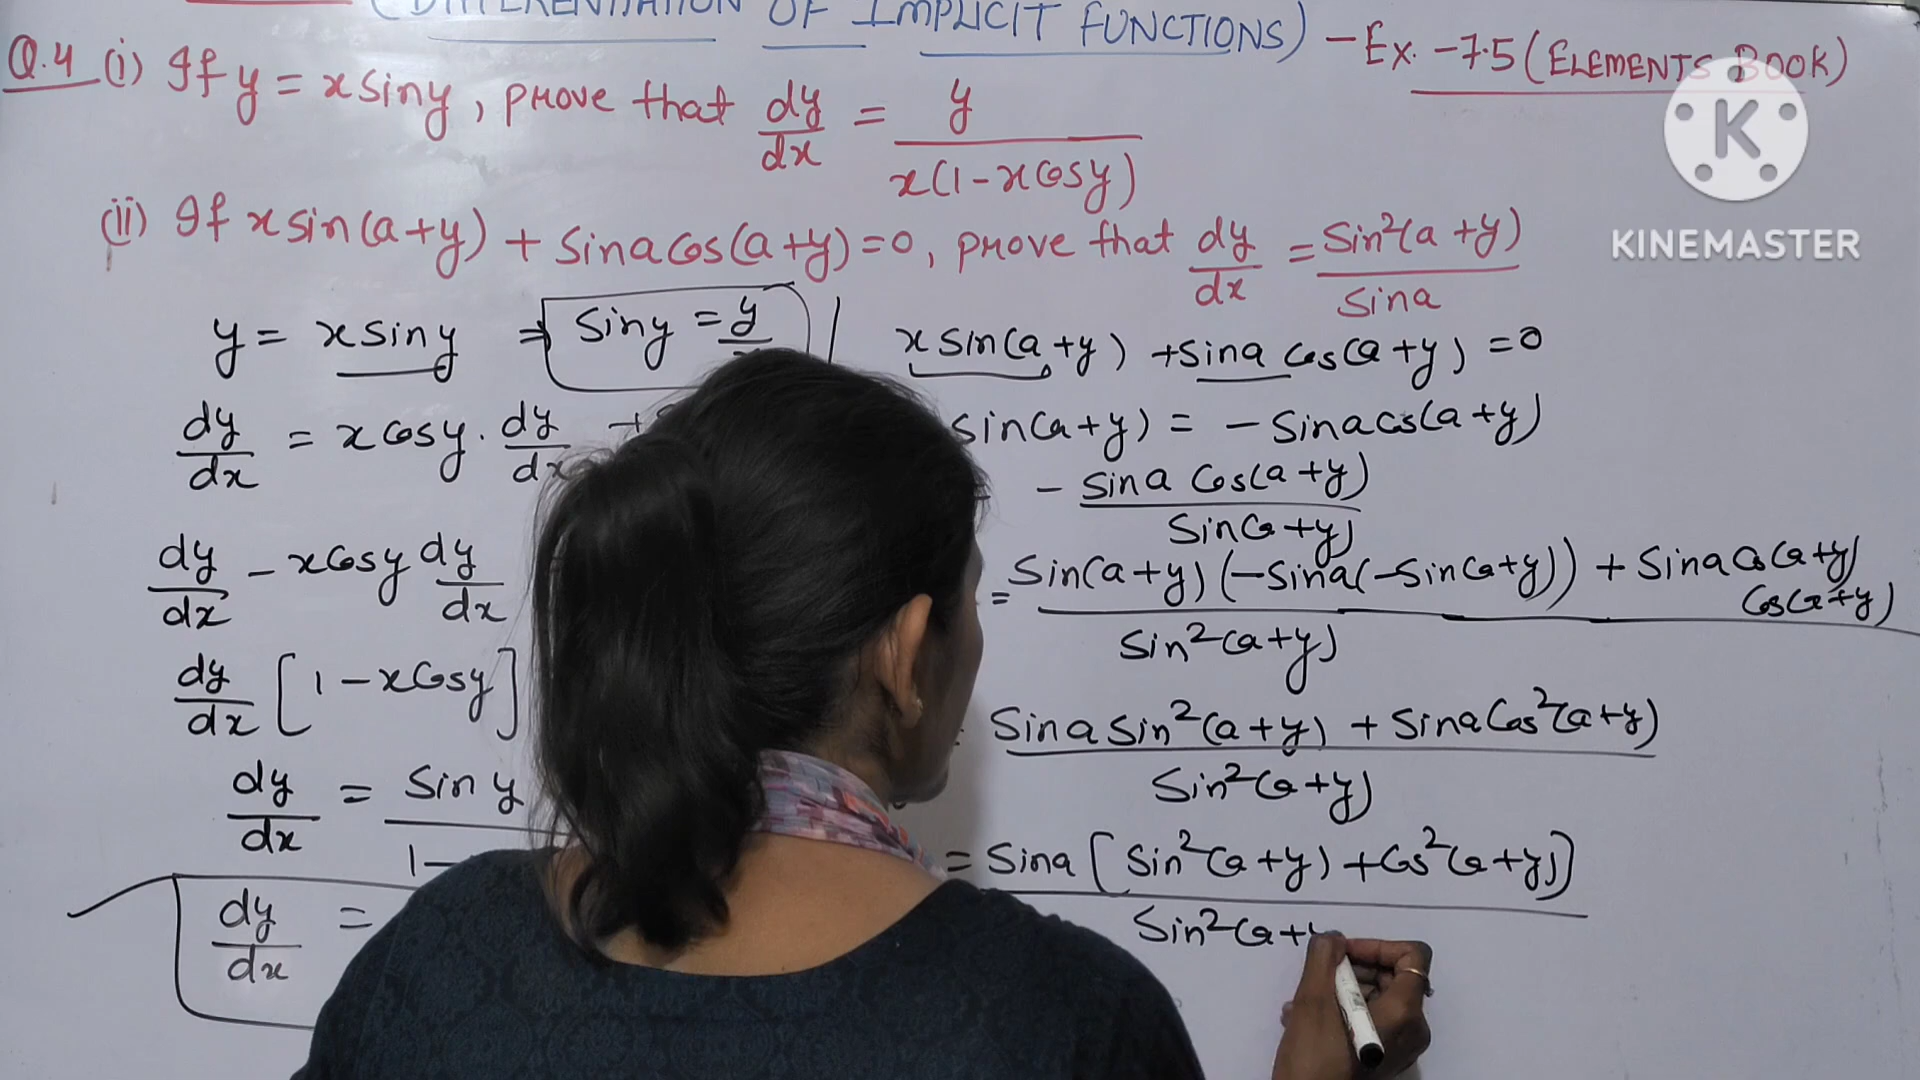 (DIFFERENTIATION OF IMPLICIT FUNCTIONS) - Ex. - 7.5 (ELEMENTS BOOK)
Q.4 (i) If y = x sin y, prove that dy/dx = y/x(1-x cos y)
(ii) If x sin(a+y) + sin a cos(a+y) = 0, prove that dy/dx = Sin²(a+y)/Sin a
K
KINEMASTER
y = x sin y ⇒ Sin y = y
dy/dx = x cos y . dy/dx +
dy/dx - x cos y dy/dx
dy/dx [1 - x cos y]
dy/dx = Sin y
1 -
dy/dx =
x sin(a+y) + sin a cos(a+y) = 0
sin(a+y) = - sin a cos(a+y)
- Sin a Cos(a+y)/Sin(a+y)
= Sin(a+y) (-Sin a (-Sin(a+y))) + Sin a Cos(a+y) Cos(a+y)/Sin²(a+y)
Sin a Sin²(a+y) + Sin a Cos²(a+y)/Sin²(a+y)
= Sin a [Sin²(a+y) + Cos²(a+y)]/Sin²(a+y